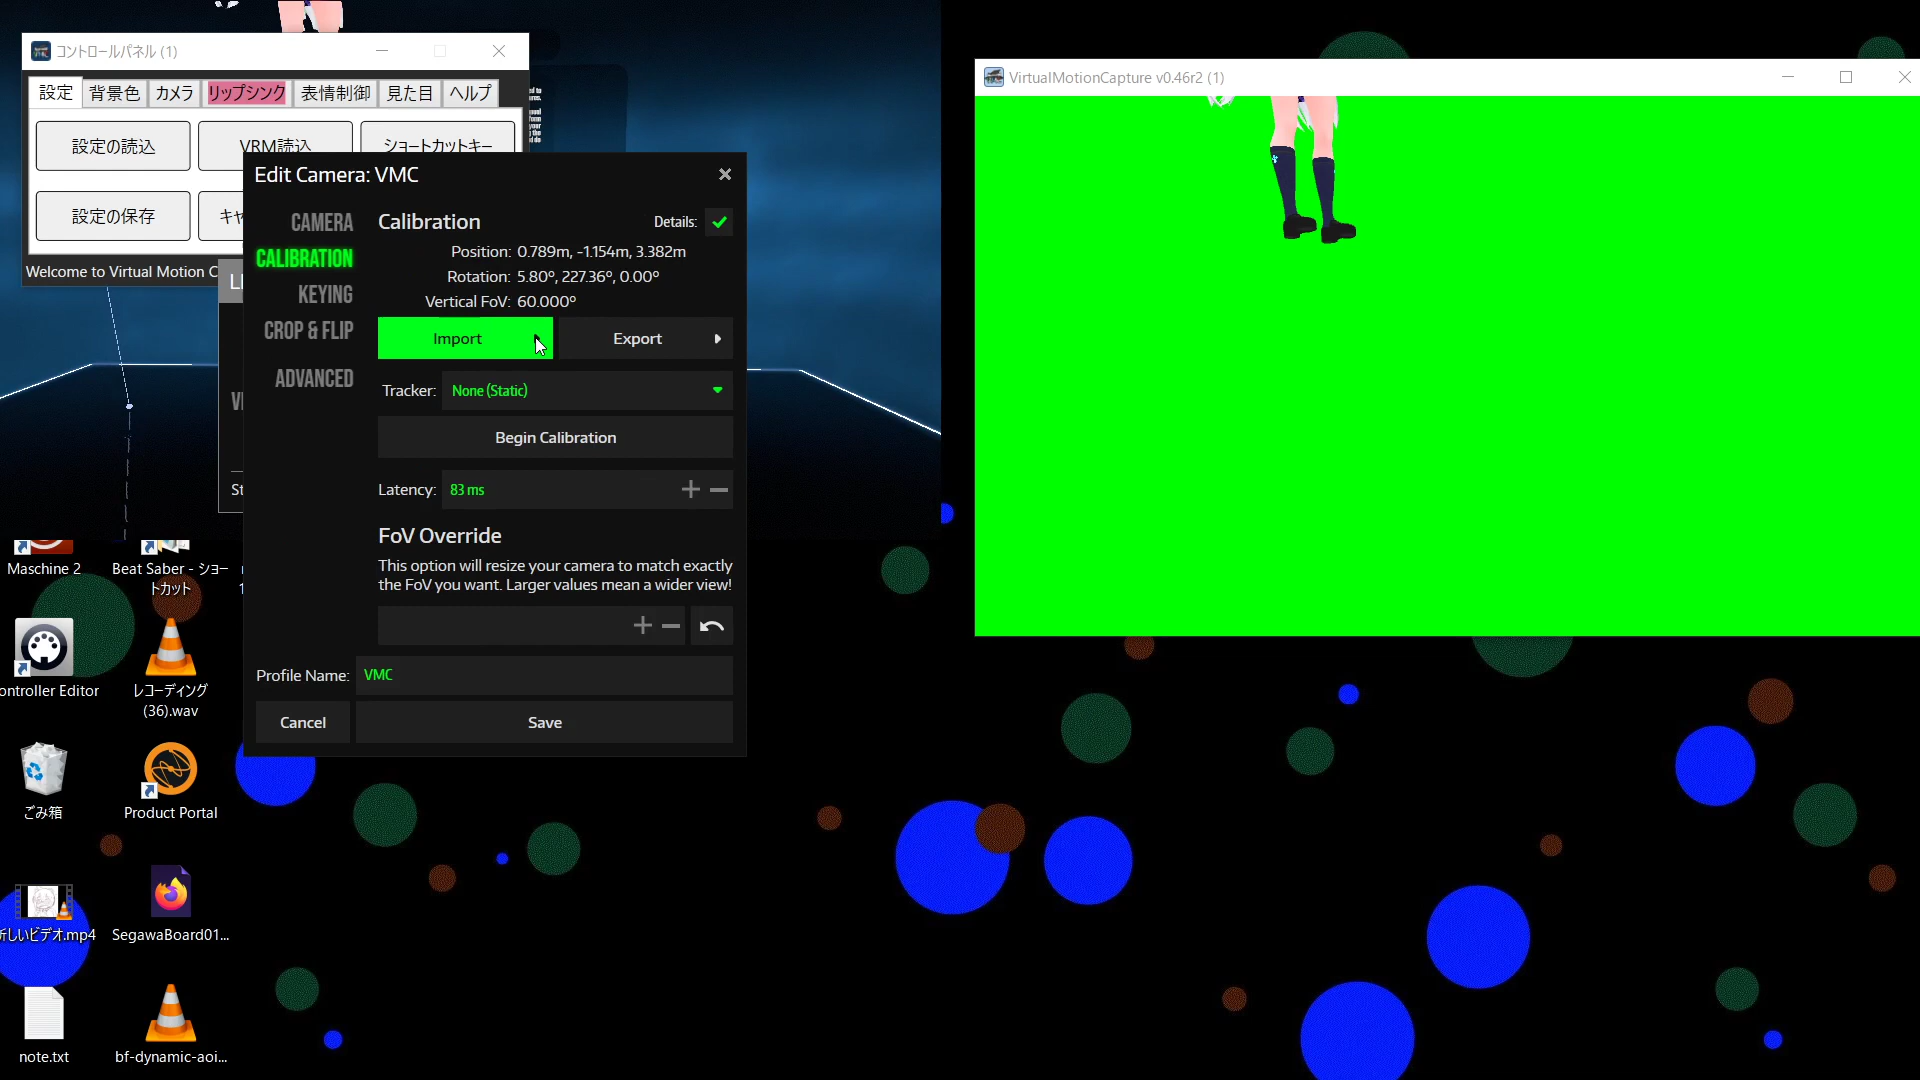 コントロールパネル (1)
設定 背景色 カメラ リップシンク 表情制御 見た目 ヘルプ
設定の読込 VRM読込 ショートカットキー
設定の保存 キャ
Welcome to Virtual Motion C
VirtualMotionCapture v0.46r2 (1)
Edit Camera: VMC
CAMERA
CALIBRATION
KEYING
CROP & FLIP
ADVANCED
Calibration Details:
Position: 0.789m, -1.154m, 3.382m
Rotation: 5.80º, 227.36º, 0.00º
Vertical FoV: 60.000º
Import Export
Tracker: None (Static)
Begin Calibration
Latency: 83 ms
FoV Override
This option will resize your camera to match exactly
the FoV you want. Larger values mean a wider view!
Profile Name: VMC
Cancel Save
Maschine 2
Beat Saber - ショー
トカット
ontroller Editor
レコーディング
(36).wav
ごみ箱
Product Portal
新しいビデオ.mp4
SegawaBoard01...
note.txt
bf-dynamic-aoi...